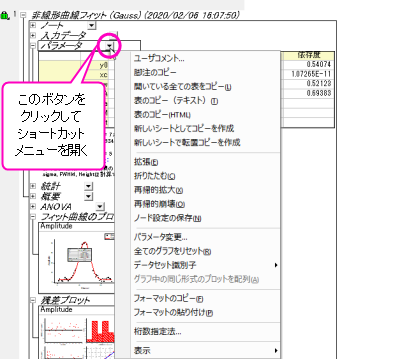 1 非線形曲線フィット (Gauss) (2020/02/06 16:07:50)
ノート
入力データ
パラメータ
依存度
y0
0.54074
xc
1.07265E-11
0.52123
0.69383
このボタンを
クリックして
ショートカット
メニューを開く
ユーザコメント...
脚注のコピー
開いている全ての表をコピー(L)
表のコピー (テキスト) (T)
表のコピー(HTML)
新しいシートとしてコピーを作成
新しいシートで転置コピーを作成
拡張(E)
折りたたむ(C)
再帰的拡大(X)
再帰的崩壊(O)
ノード設定の保存(N)
パラメータ変更...
全てのグラフをリセット(R)
データセット識別子
グラフ中の同じ形式のプロットを配列(A)
フォーマットのコピー(F)
フォーマットの貼り付け(P)
桁数指定法...
表示
sigma, FWHM, Heightは計算
統計
概要
ANOVA
フィット曲線のプロ
Amplitude
残差プロット
Amplitude